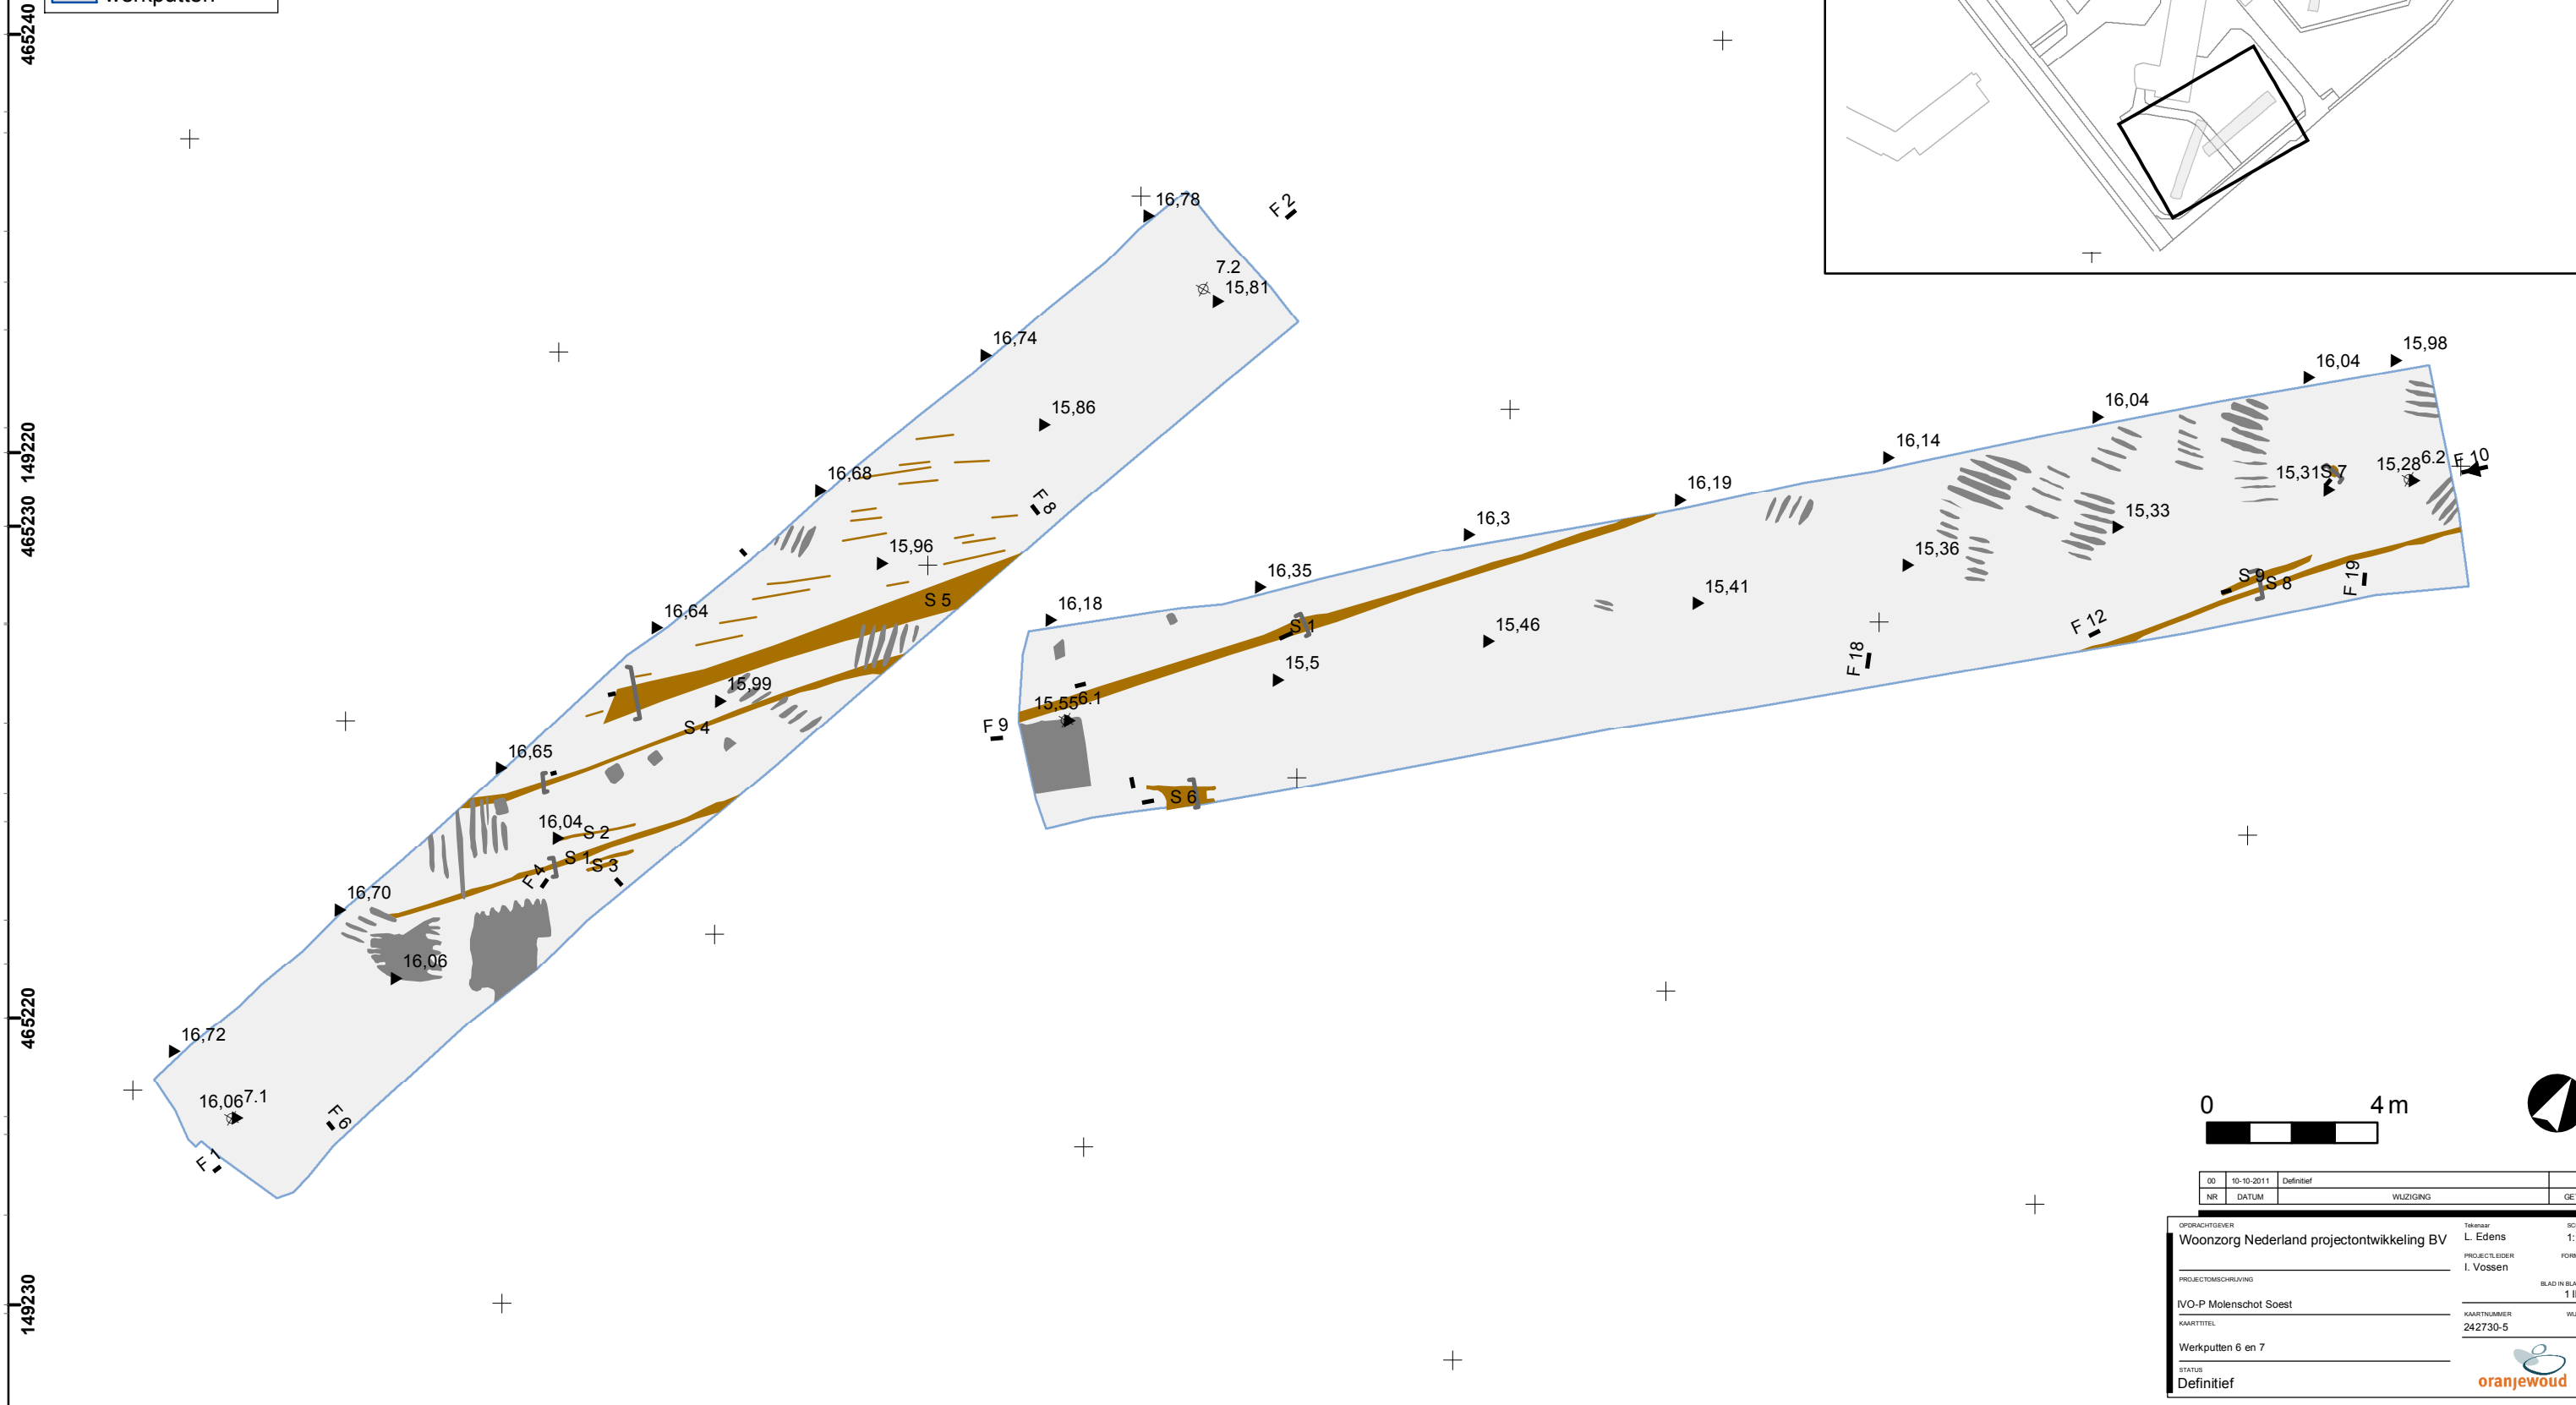 werkputten
465240
149220
465230
465220
149230
16,78
F 2
7.2
15,81
16,74
15,86
16,68
F 8
15,96
16,64
S 5
15,99
S 4
16,65
16,04
S 2
S 1
S 3
F 4
16,70
16,06
16,72
16,06
7.1
F 6
F 1
15,98
16,04
16,04
16,14
16,19
16,3
16,35
16,18
15,31
S 7
15,28
6.2
F 10
15,33
15,36
15,41
15,46
15,5
S 1
15,55
6.1
F 9
S 6
S 9
S 8
F 19
F 12
F 18
0
4 m
00
10-10-2011
Definitief
NR
DATUM
WIJZIGING
OPDRACHTGEVER
Woonzorg Nederland projectontwikkeling BV
PROJECTOMSCHRIJVING
IVO-P Molenschot Soest
KAARTTITEL
Werkputten 6 en 7
STATUS
Definitief
Tekenaar
L. Edens
PROJECTLEIDER
I. Vossen
KAARTNUMMER
242730-5
oranjewoud